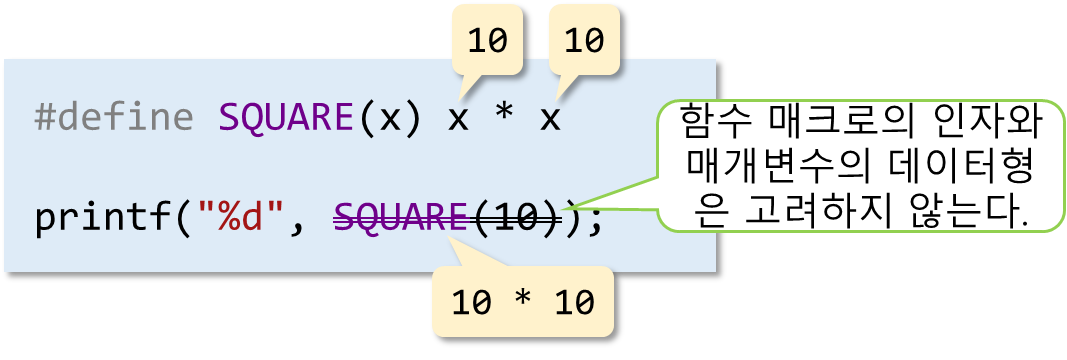 10
10
#define SQUARE(x) x * x
함수 매크로의 인자와
매개변수의 데이터형
은 고려하지 않는다.
printf("%d", SQUARE(10));
10 * 10